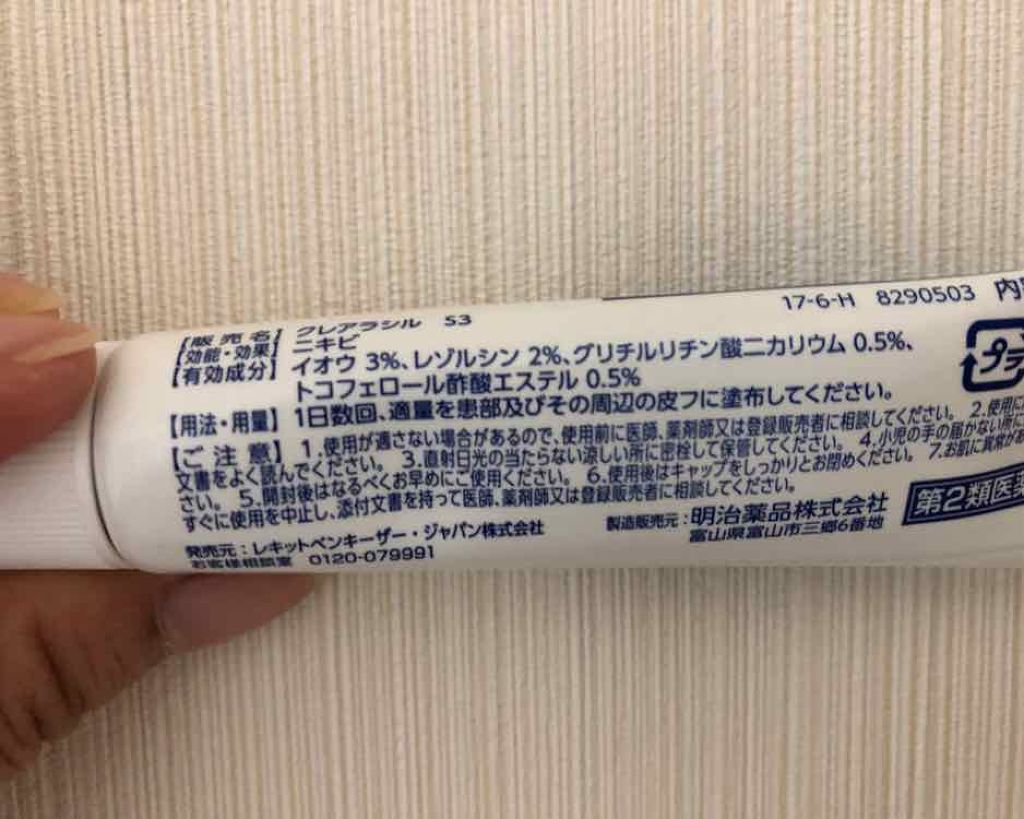 17-6-H 8290503 内
【販売名】クレアラシル S3
【効能・効果】ニキビ
【有効成分】イオウ 3%、レゾルシン 2%、グリチルリチン酸二カリウム 0.5%、
トコフェロール酢酸エステル 0.5%
【用法・用量】1日数回、適量を患部及びその周辺の皮フに塗布してください。
【ご注意】1.使用が適さない場合があるので、使用前に医師、薬剤師又は登録販売者に相談してください。 2.使用に
文書をよく読んでください。 3.直射日光の当たらない涼しい所に密栓して保管してください。 4.小児の手の届かない所に
さい。 5.開封後はなるべくお早めにご使用ください。 6.使用後はキャップをしっかりとお閉めください。 7.お肌に異常が
すぐに使用を中止し、添付文書を持って医師、薬剤師又は登録販売者に相談してください。
発売元：レキットベンキーザー・ジャパン株式会社
お客様相談室 0120-079991
製造販売元：明治薬品株式会社
富山県富山市三郷6番地
第2類医薬
プラ